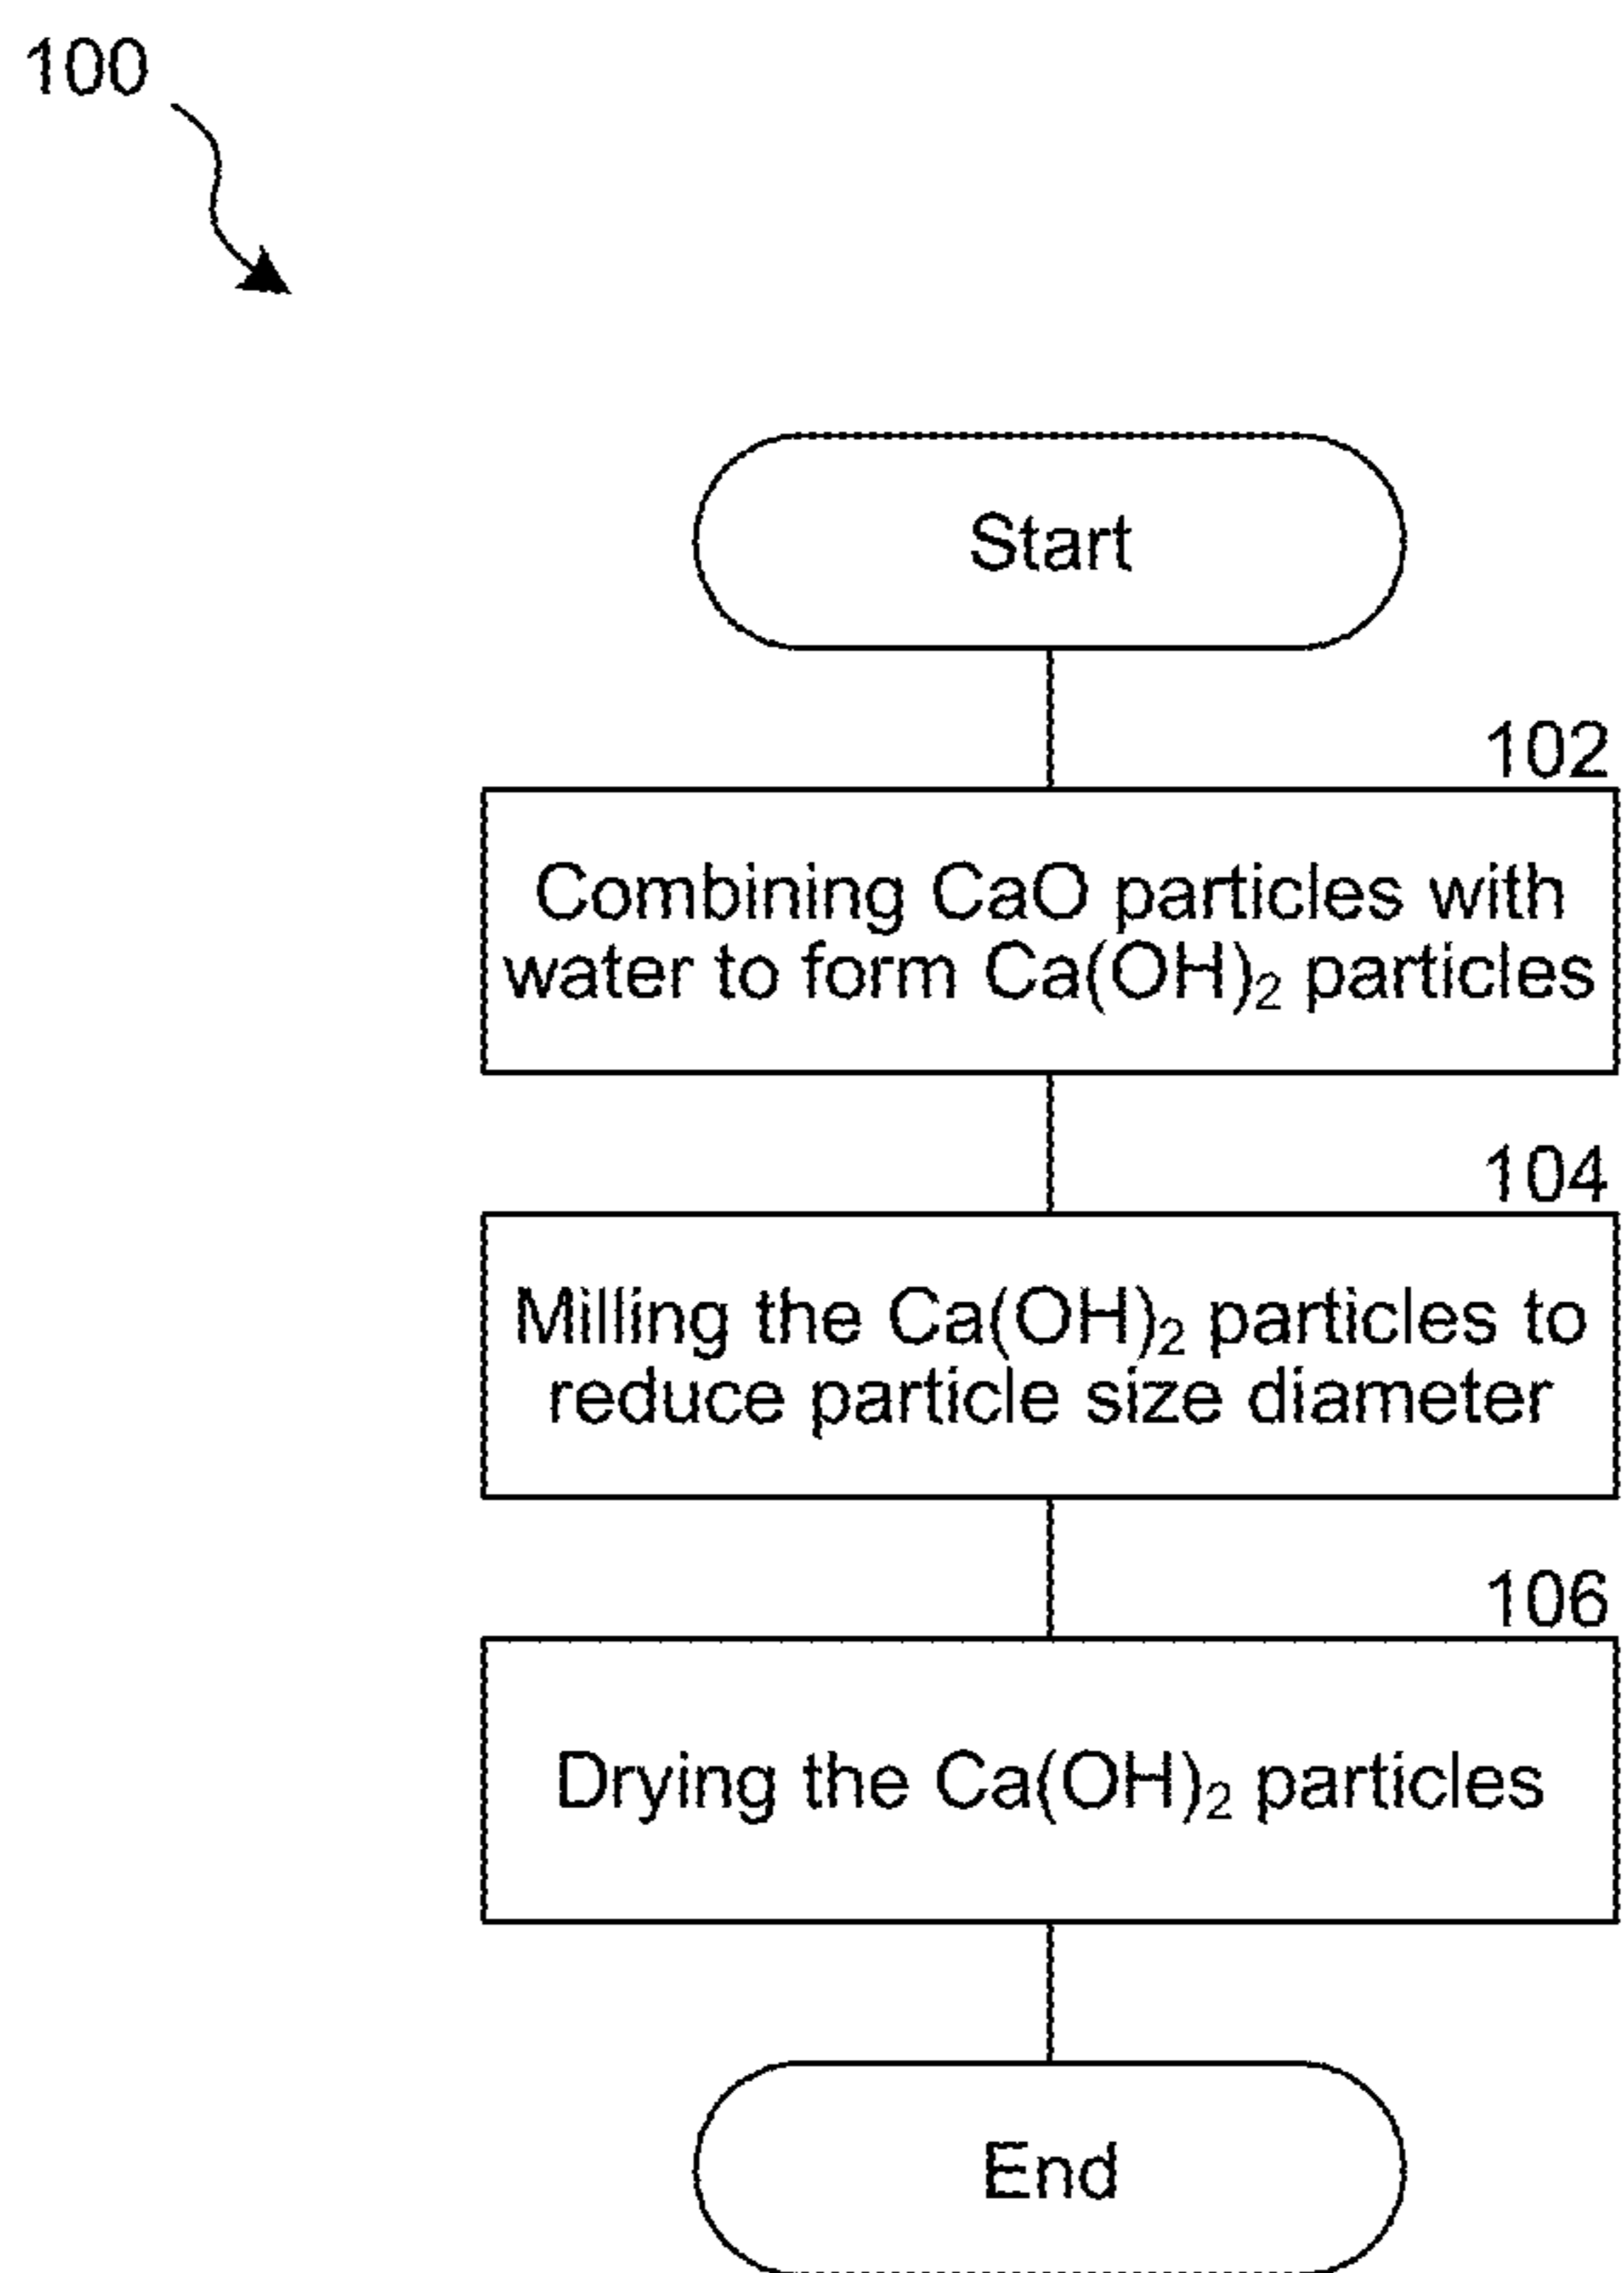 100
Start
102
Combining CaO particles with
water to form Ca(OH)₂ particles
104
Milling the Ca(OH)₂ particles to
reduce particle size diameter
106
Drying the Ca(OH)₂ particles
End